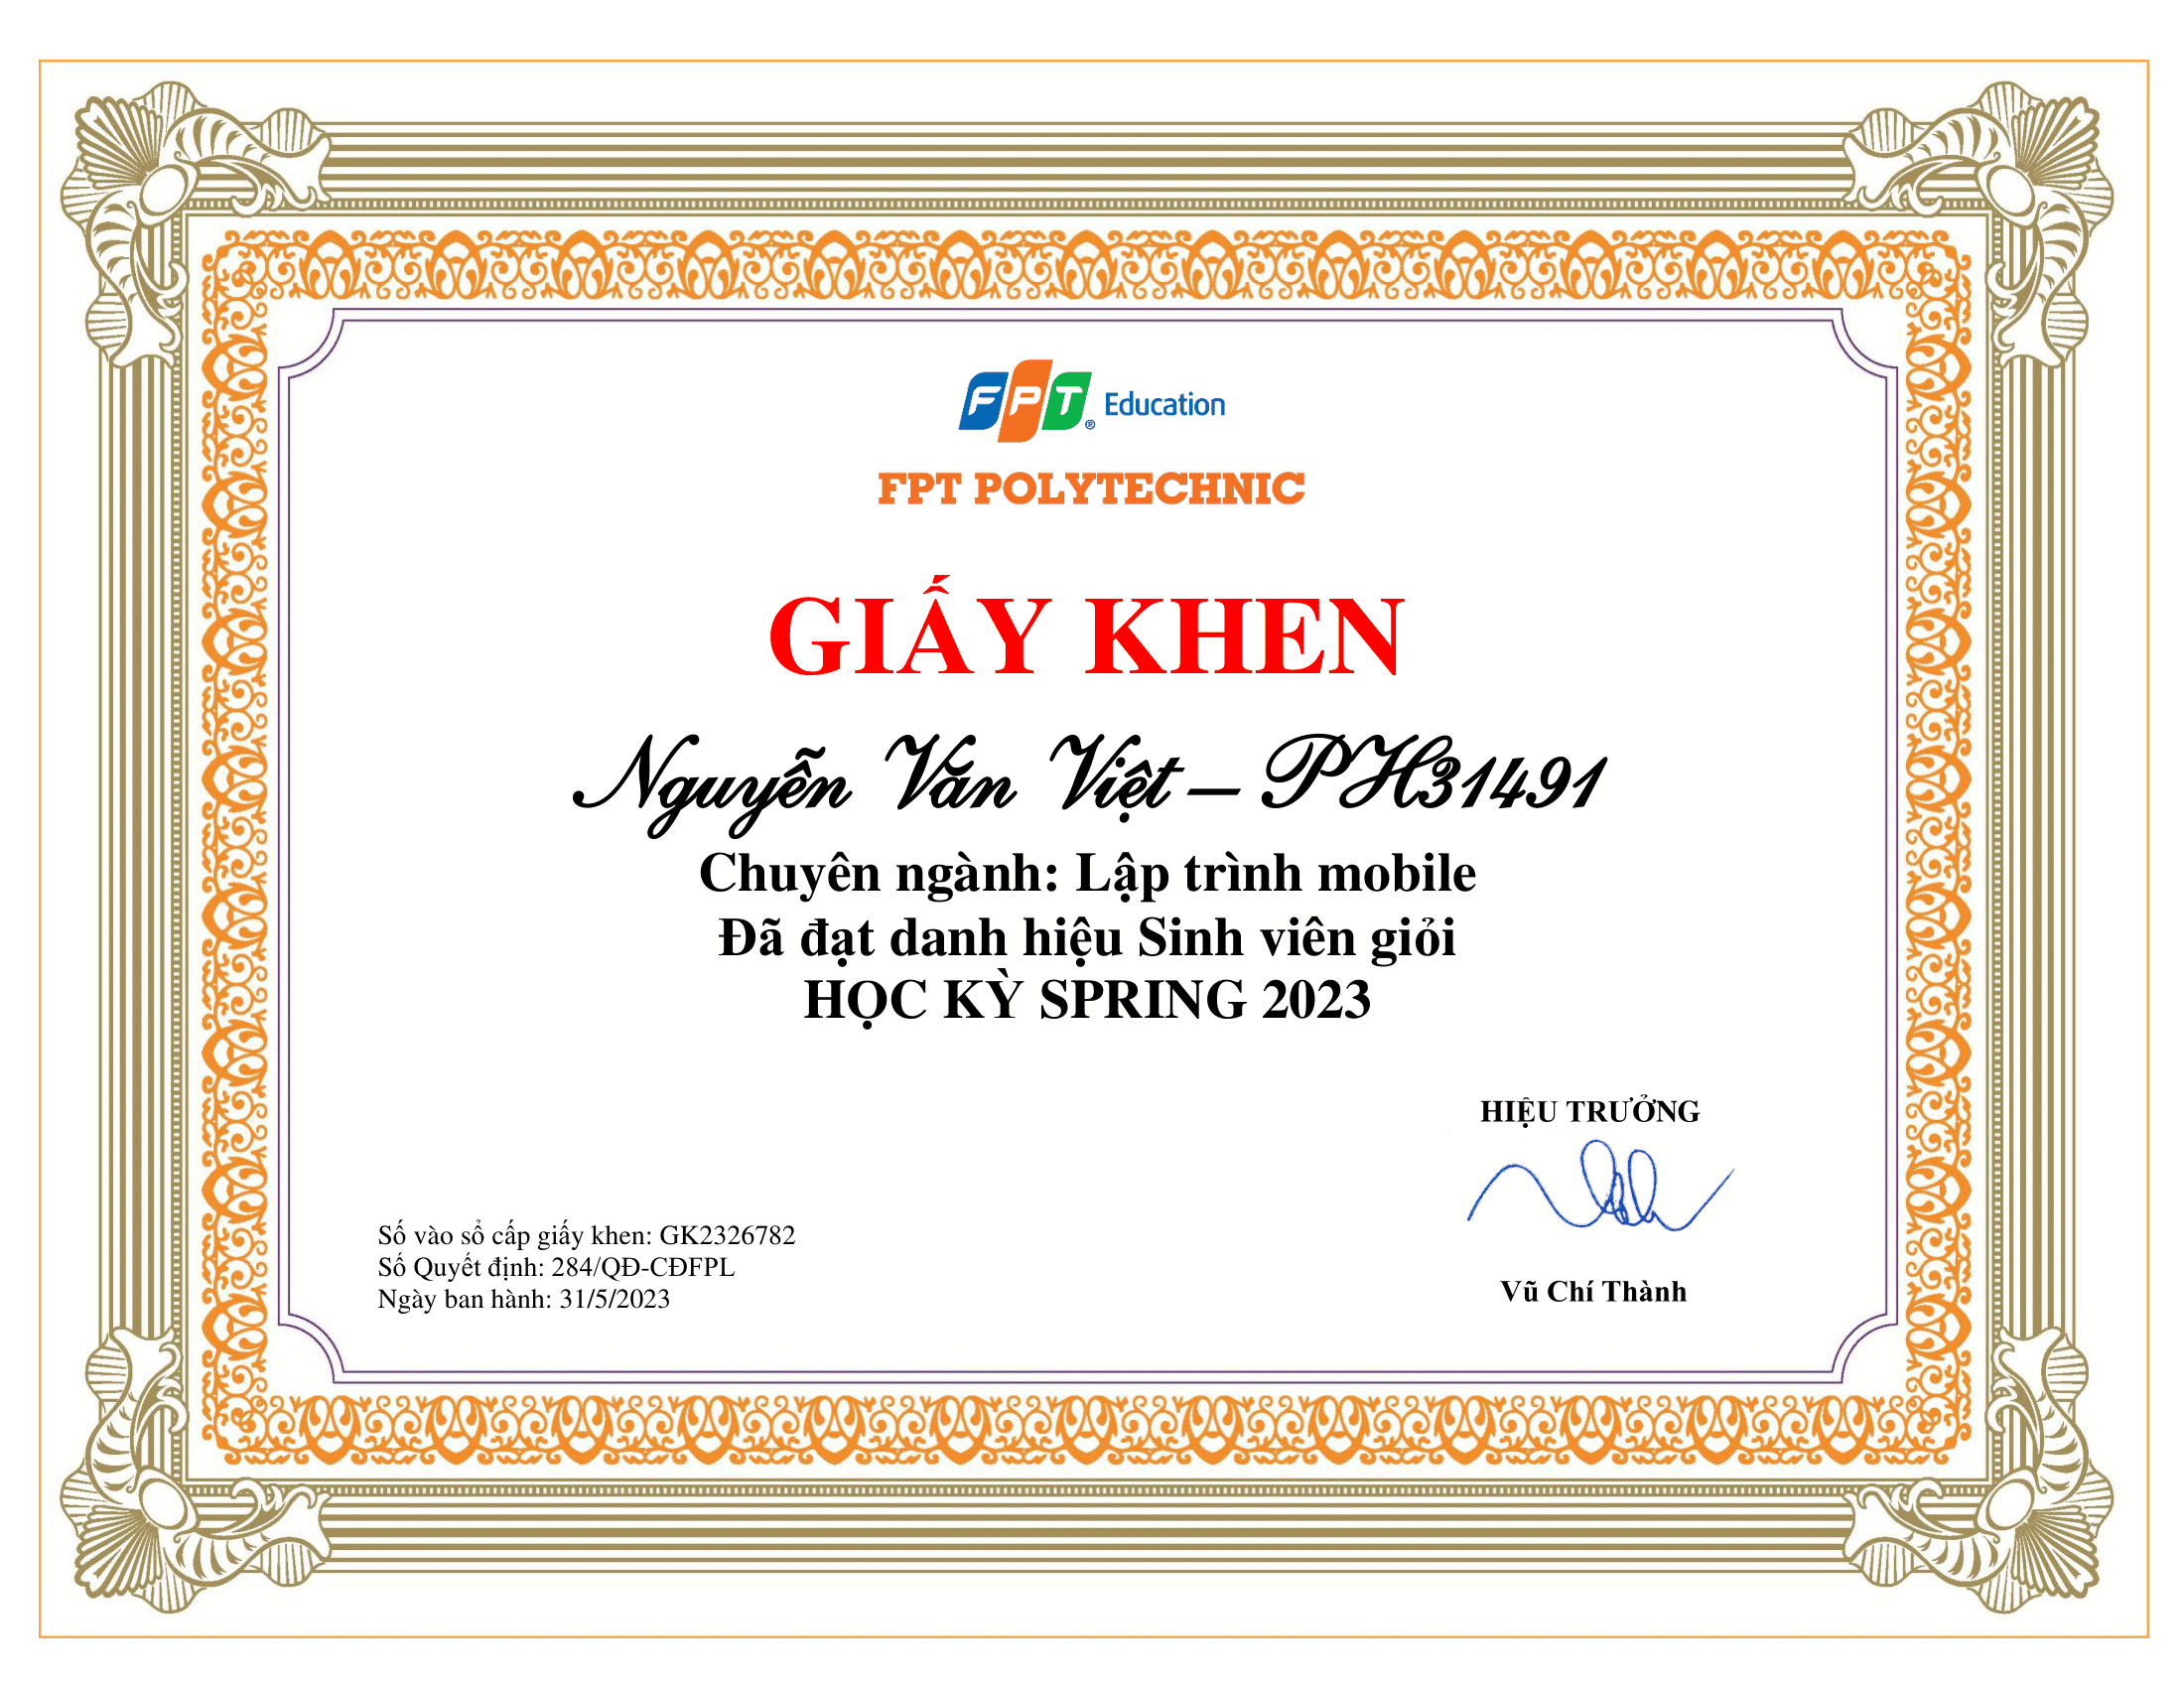 FPT® Education
FPT POLYTECHNIC
GIẤY KHEN
Nguyễn Văn Việt – PH31491
Chuyên ngành: Lập trình mobile
Đã đạt danh hiệu Sinh viên giỏi
HỌC KỲ SPRING 2023
HIỆU TRƯỞNG
Số vào sổ cấp giấy khen: GK2326782
Số Quyết định: 284/QĐ-CĐFPL
Ngày ban hành: 31/5/2023
Vũ Chí Thành